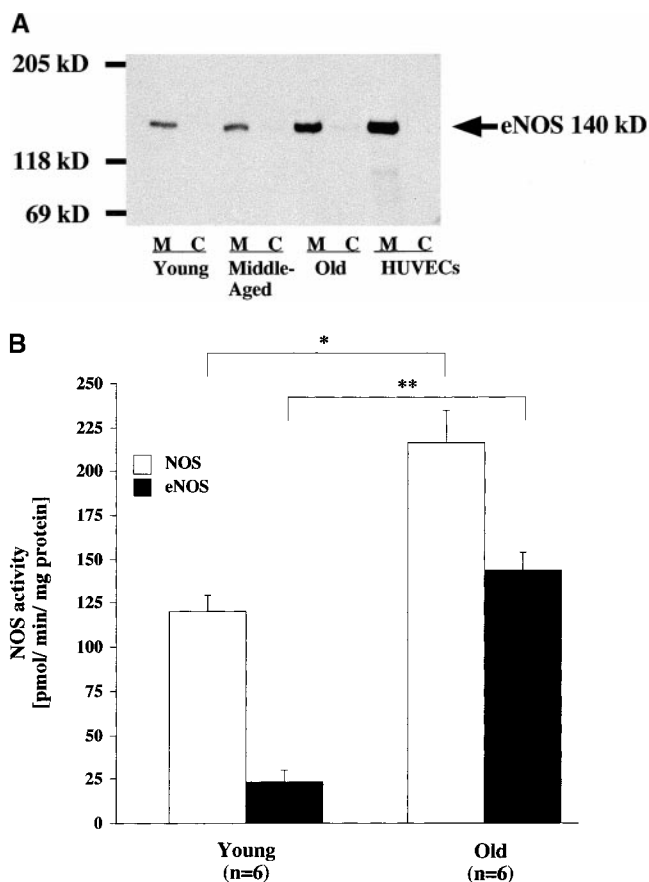 A
205 kD
eNOS 140 kD
118 kD
69 kD
M C M C M C M C
Young Middle-Aged Old HUVECs
B
* 
**
250
225
NOS
200
eNOS
175
150
125
100
75
50
25
0
NOS activity
[pmol/ min/ mg protein]
Young Old
(n=6) (n=6)